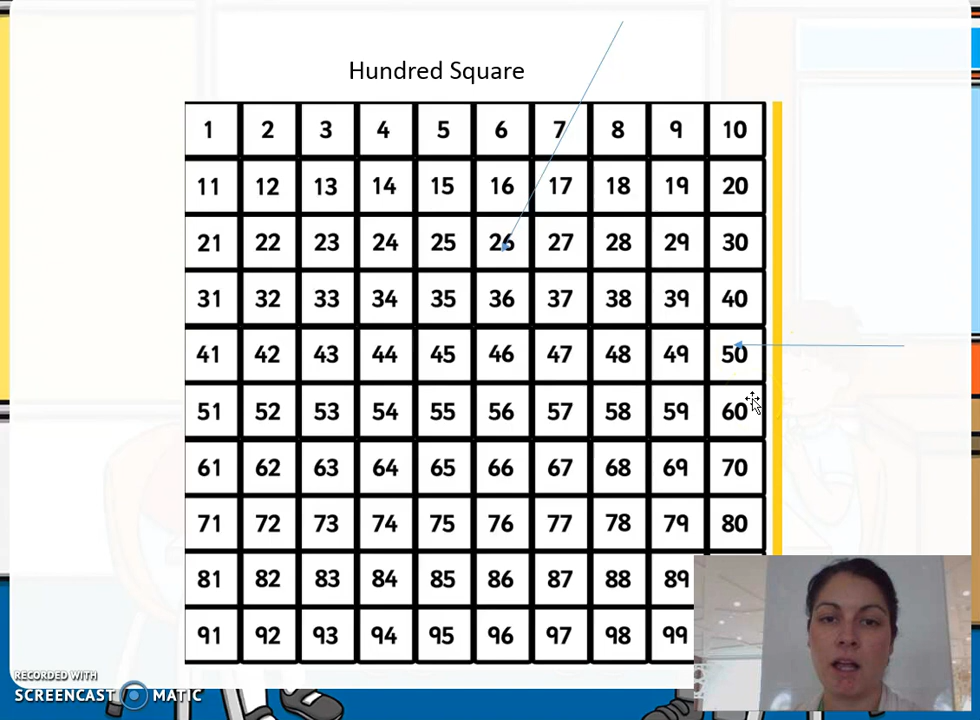 Hundred Square
1 2 3 4 5 6 7 8 9 10
11 12 13 14 15 16 17 18 19 20
21 22 23 24 25 26 27 28 29 30
31 32 33 34 35 36 37 38 39 40
41 42 43 44 45 46 47 48 49 50
51 52 53 54 55 56 57 58 59 60
61 62 63 64 65 66 67 68 69 70
71 72 73 74 75 76 77 78 79 80
81 82 83 84 85 86 87 88 89
91 92 93 94 95 96 97 98 99
RECORDED WITH
SCREENCAST MATIC